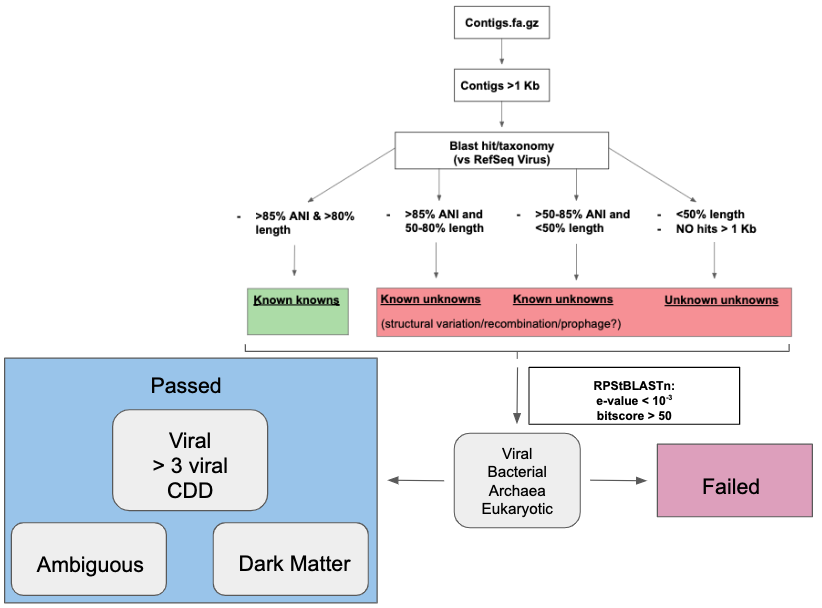 Contigs.fa.gz
Contigs >1 Kb
Blast hit/taxonomy
(vs RefSeq Virus)
- >85% ANI & >80%
length
- >85% ANI and
50-80% length
- >50-85% ANI and
<50% length
- <50% length
- NO hits > 1 Kb
Known knowns
Known unknowns
Known unknowns
Unknown unknowns
(structural variation/recombination/prophage?)
RPStBLASTn:
e-value < 10⁻³
bitscore > 50
Passed
Viral
> 3 viral
CDD
Ambiguous
Dark Matter
Viral
Bacterial
Archaea
Eukaryotic
Failed